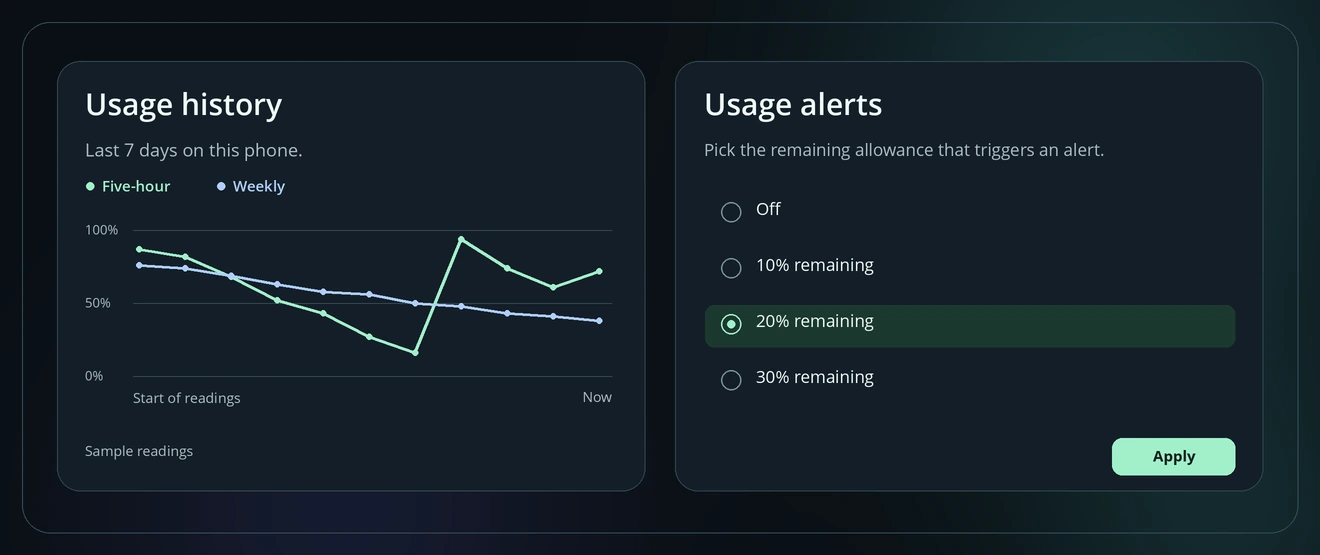 Usage history
Last 7 days on this phone.
Five-hour
Weekly
100%
50%
0%
Start of readings
Now
Sample readings
Usage alerts
Pick the remaining allowance that triggers an alert.
Off
10% remaining
20% remaining
30% remaining
Apply